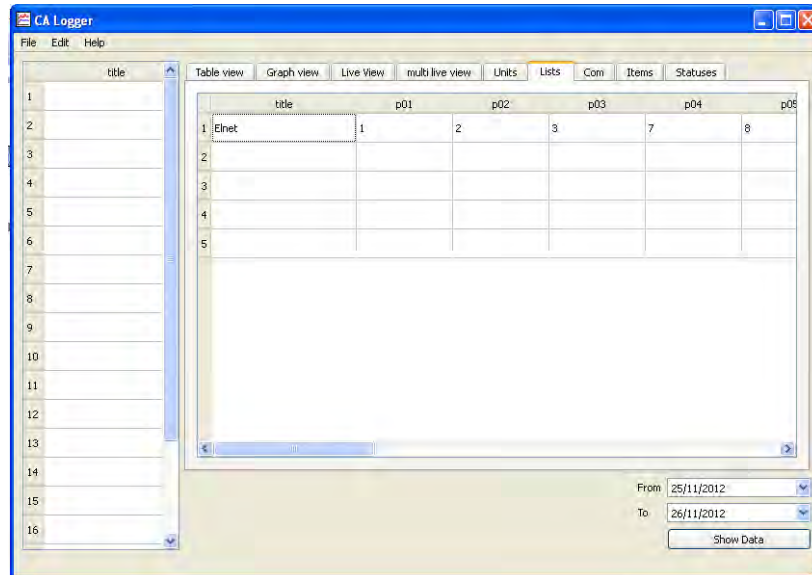 CA Logger
File Edit Help
title
1
2
3
4
5
6
7
8
9
10
11
12
13
14
15
16
Table view Graph view Live View multi live view Units Lists Com Items Statuses
title p01 p02 p03 p04 p05
1 Elnet 1 2 3 7 8
2
3
4
5
From 25/11/2012
To 26/11/2012
Show Data